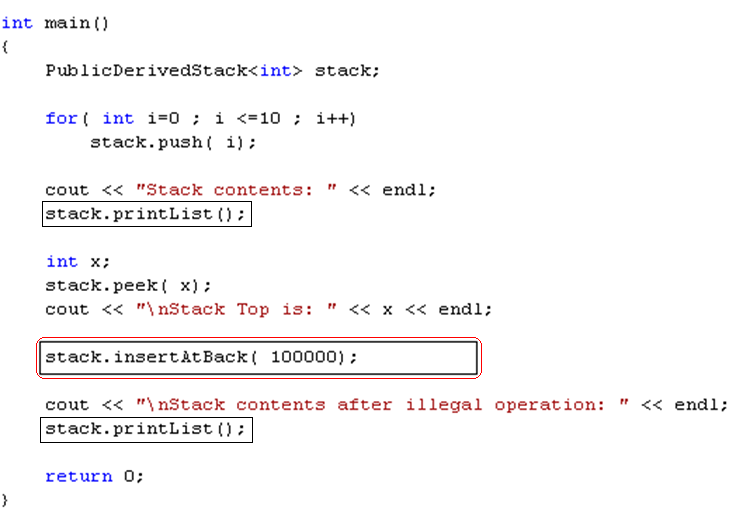 int main()
{
    PublicDerivedStack<int> stack;
    for( int i=0 ; i <=10 ; i++)
        stack.push( i);
    cout << "Stack contents: " << endl;
    stack.printList();
    int x;
    stack.peek( x);
    cout << "\nStack Top is: " << x << endl;
    stack.insertAtBack( 100000);
    cout << "\nStack contents after illegal operation: " << endl;
    stack.printList();
    return 0;
}